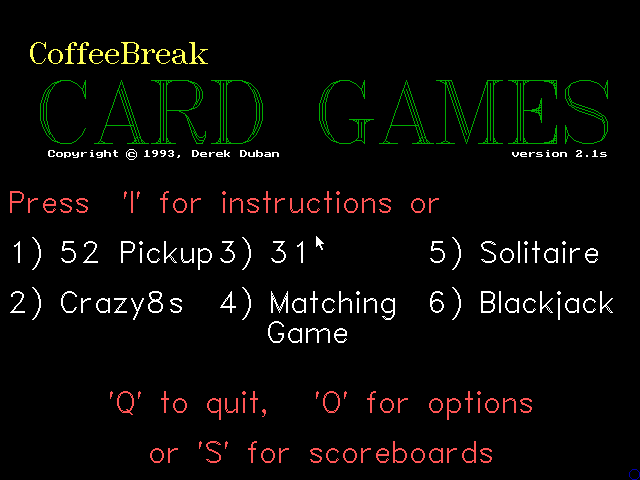 CoffeeBreak
CARD GAMES
Copyright © 1993, Derek Duban version 2.1s
Press 'I' for instructions or
1) 52 Pickup 3) 31 5) Solitaire
2) Crazy8s 4) Matching Game 6) Blackjack
'Q' to quit, 'O' for options
or 'S' for scoreboards